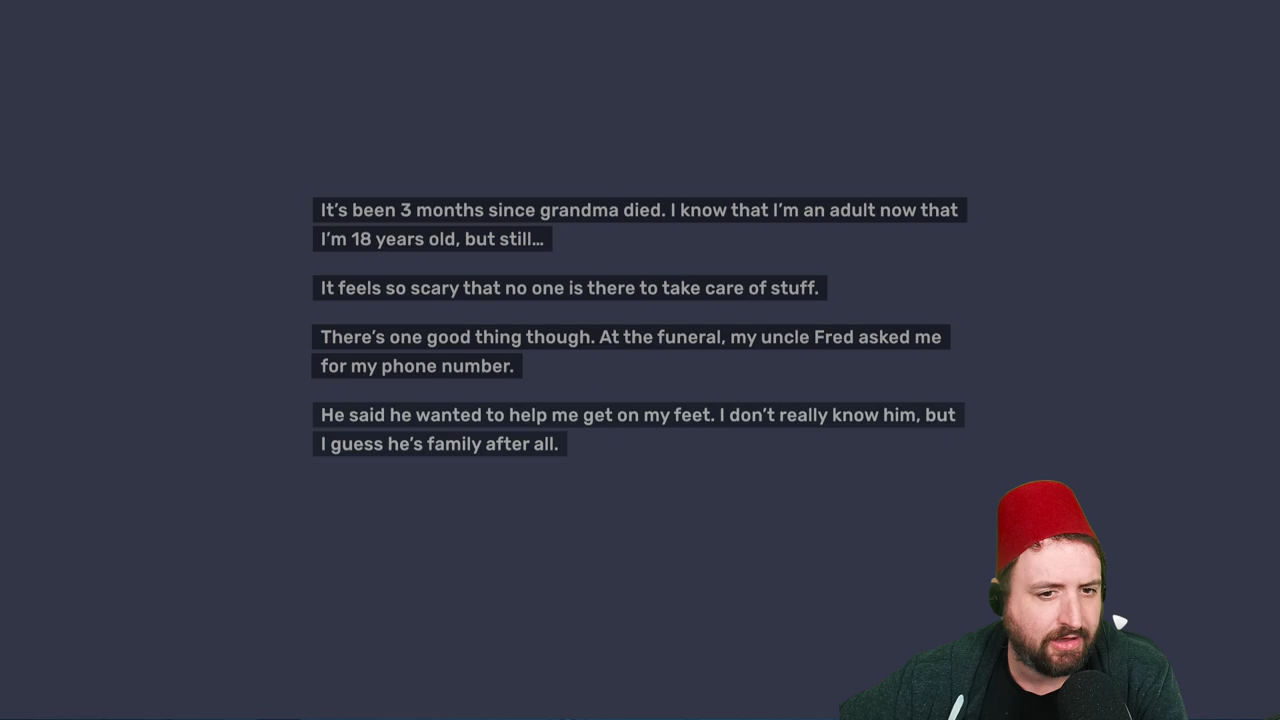 It’s been 3 months since grandma died. I know that I’m an adult now that
I’m 18 years old, but still…
It feels so scary that no one is there to take care of stuff.
There’s one good thing though. At the funeral, my uncle Fred asked me
for my phone number.
He said he wanted to help me get on my feet. I don’t really know him, but
I guess he’s family after all.